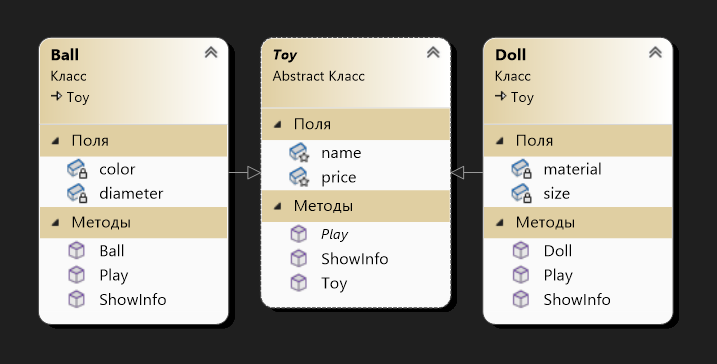 Ball
Класс
Toy
Поля
color
diameter
Методы
Ball
Play
ShowInfo
Toy
Abstract Класс
Поля
name
price
Методы
Play
ShowInfo
Toy
Doll
Класс
Toy
Поля
material
size
Методы
Doll
Play
ShowInfo